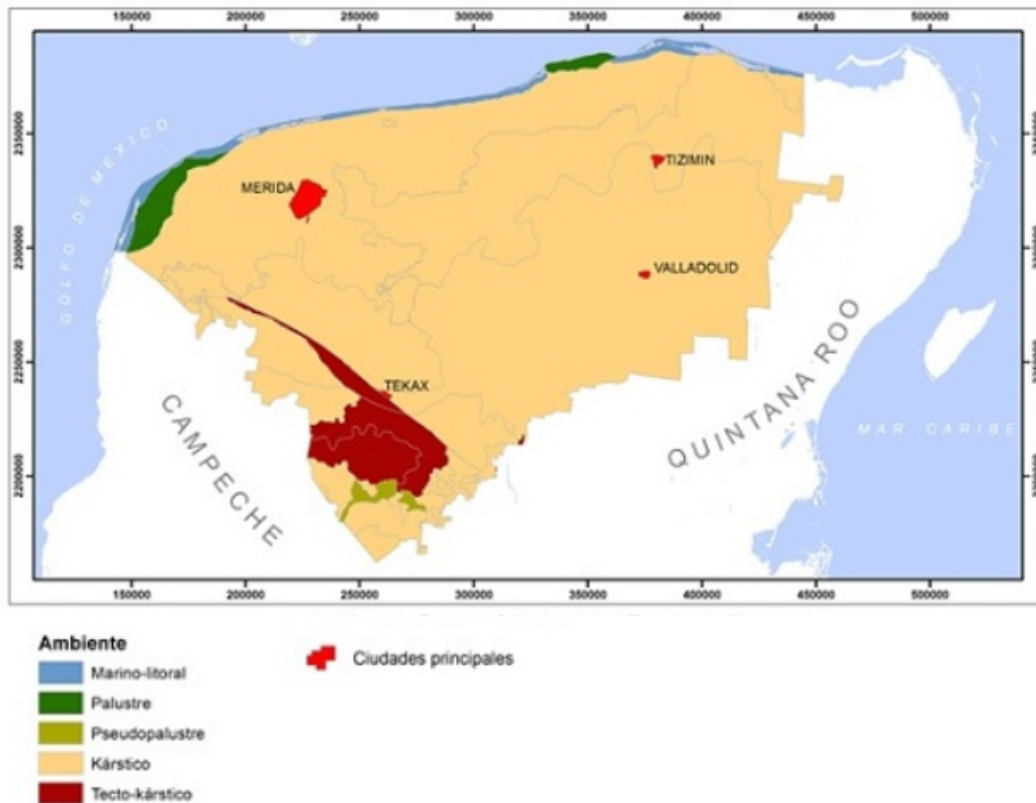 150000 200000 250000 300000 350000 400000 450000 500000
2350000
2300000
2250000
2200000
GOLFO DE MEXICO
MERIDA
TIZIMIN
VALLADOLID
TEKAX
CAMPECHE
QUINTANA ROO
MAR CARIBE
150000 200000 250000 300000 350000 400000 450000 500000
Ambiente
Marino-litoral
Palustre
Pseudopalustre
Kárstico
Tecto-kárstico
Ciudades principales